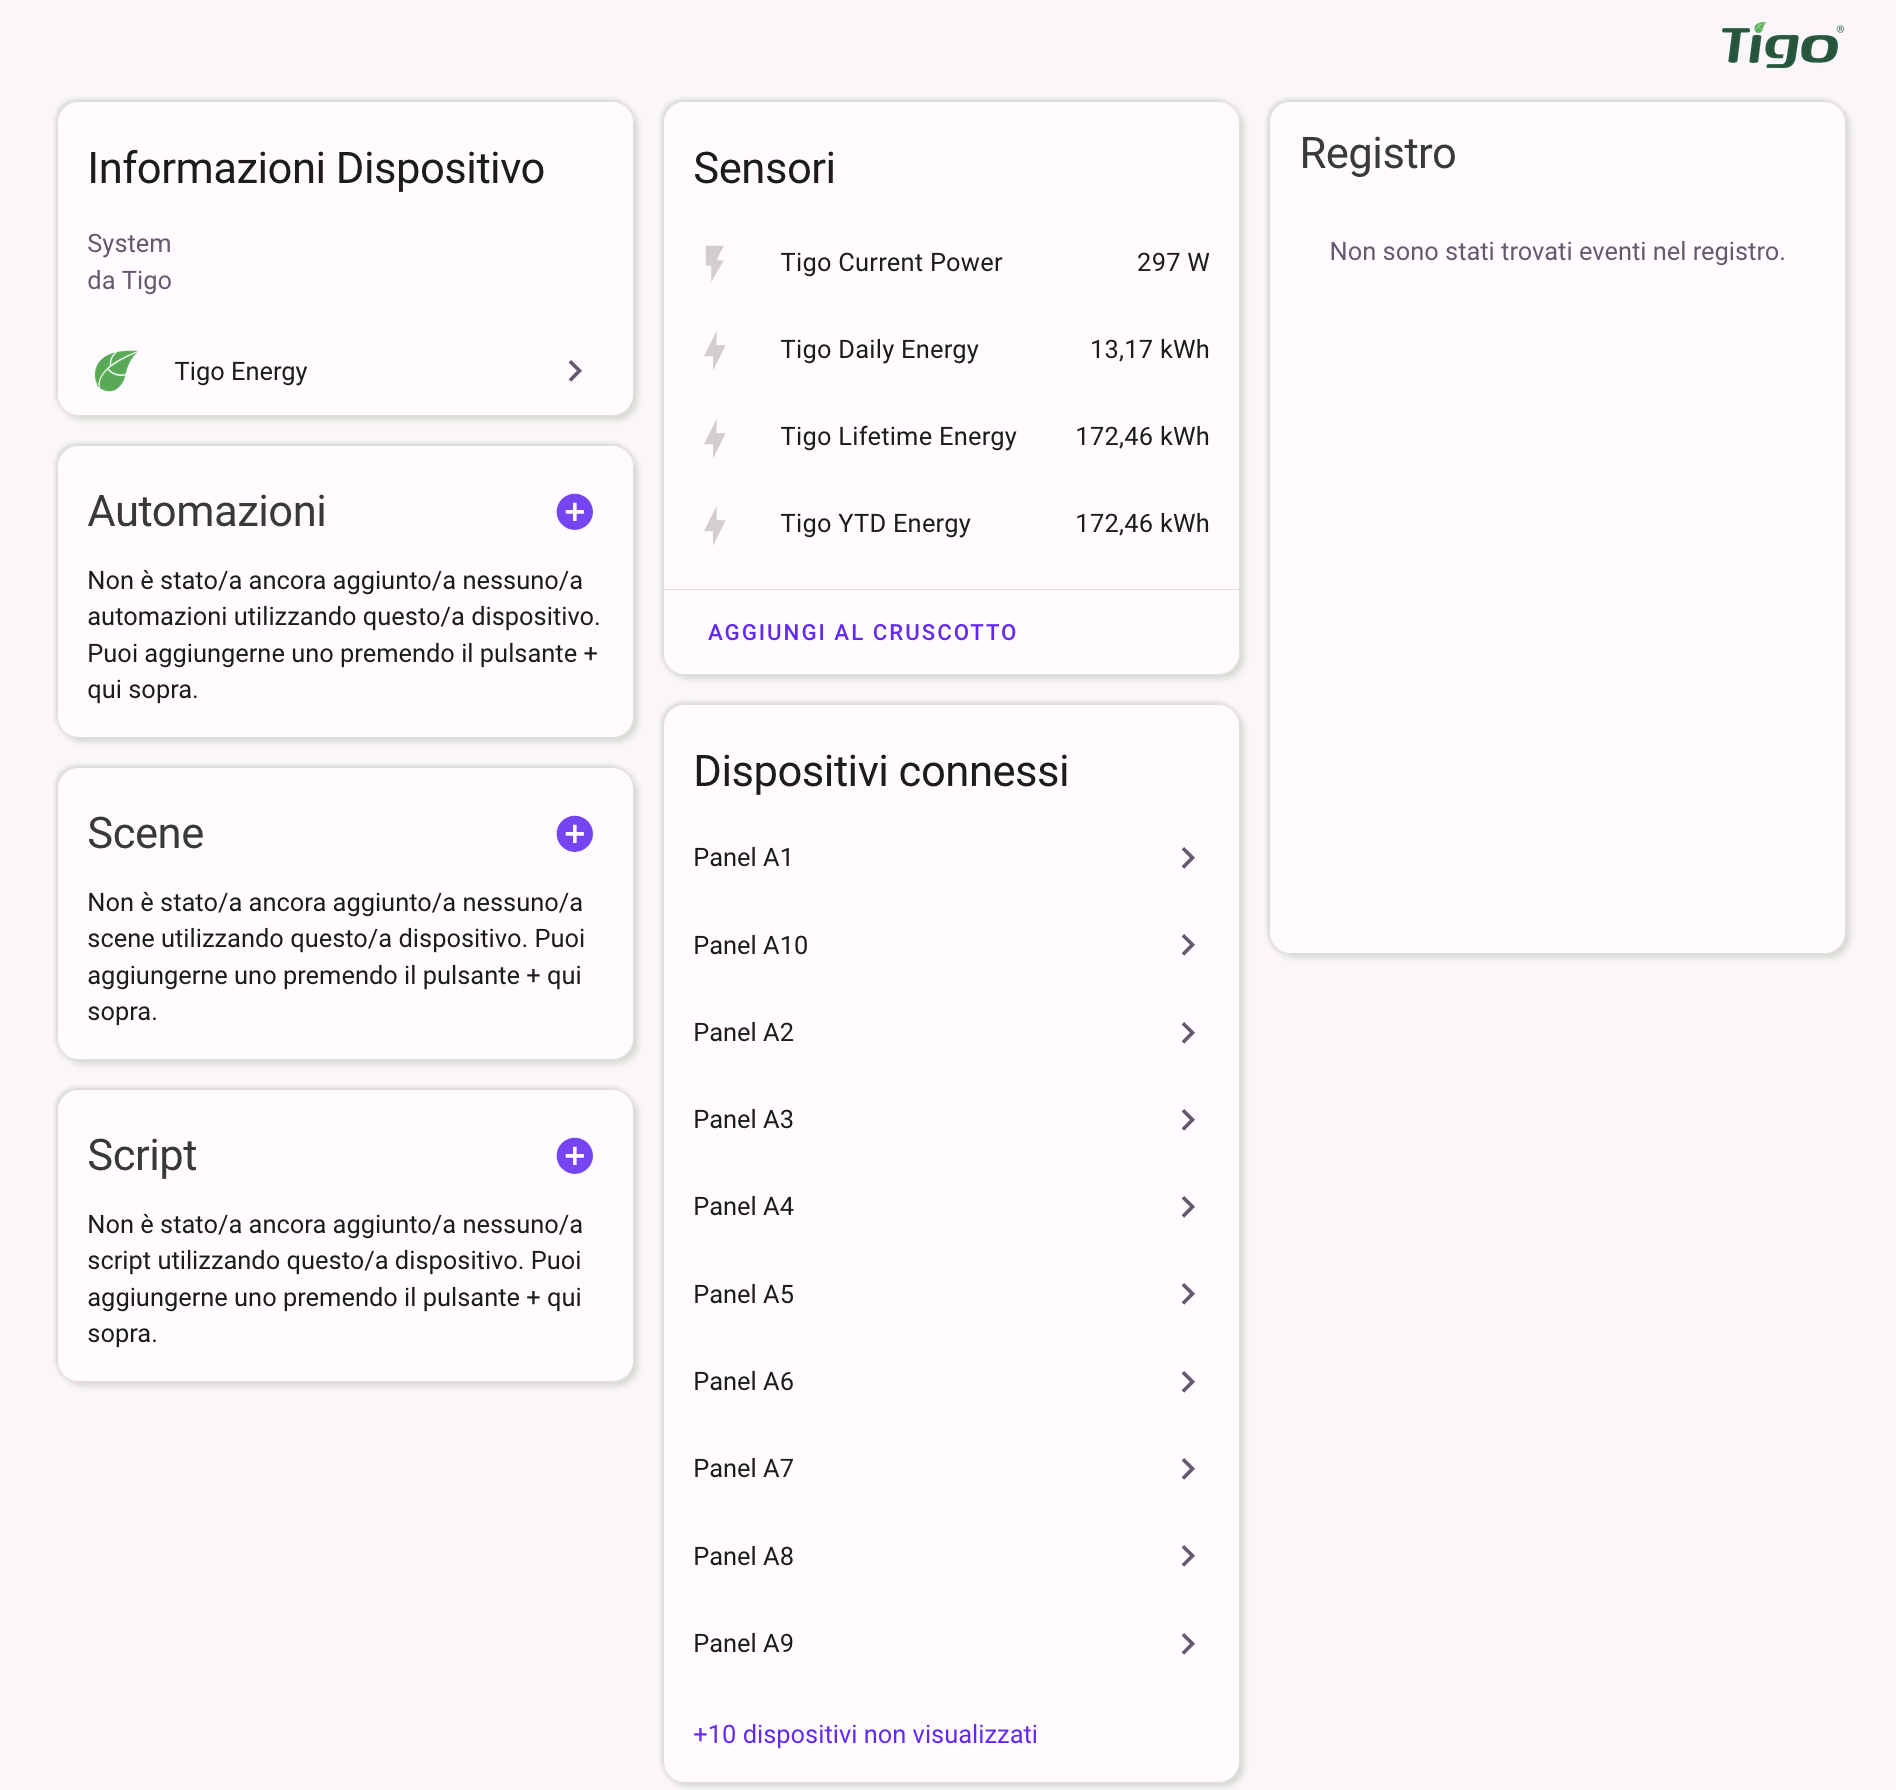 Tigo®
Informazioni Dispositivo
System
da Tigo
Tigo Energy
Automazioni
Non è stato/a ancora aggiunto/a nessuno/a
automazioni utilizzando questo/a dispositivo.
Puoi aggiungerne uno premendo il pulsante +
qui sopra.
Scene
Non è stato/a ancora aggiunto/a nessuno/a
scene utilizzando questo/a dispositivo. Puoi
aggiungerne uno premendo il pulsante + qui
sopra.
Script
Non è stato/a ancora aggiunto/a nessuno/a
script utilizzando questo/a dispositivo. Puoi
aggiungerne uno premendo il pulsante + qui
sopra.
Sensori
Tigo Current Power 297 W
Tigo Daily Energy 13,17 kWh
Tigo Lifetime Energy 172,46 kWh
Tigo YTD Energy 172,46 kWh
AGGIUNGI AL CRUSCOTTO
Dispositivi connessi
Panel A1
Panel A10
Panel A2
Panel A3
Panel A4
Panel A5
Panel A6
Panel A7
Panel A8
Panel A9
+10 dispositivi non visualizzati
Registro
Non sono stati trovati eventi nel registro.